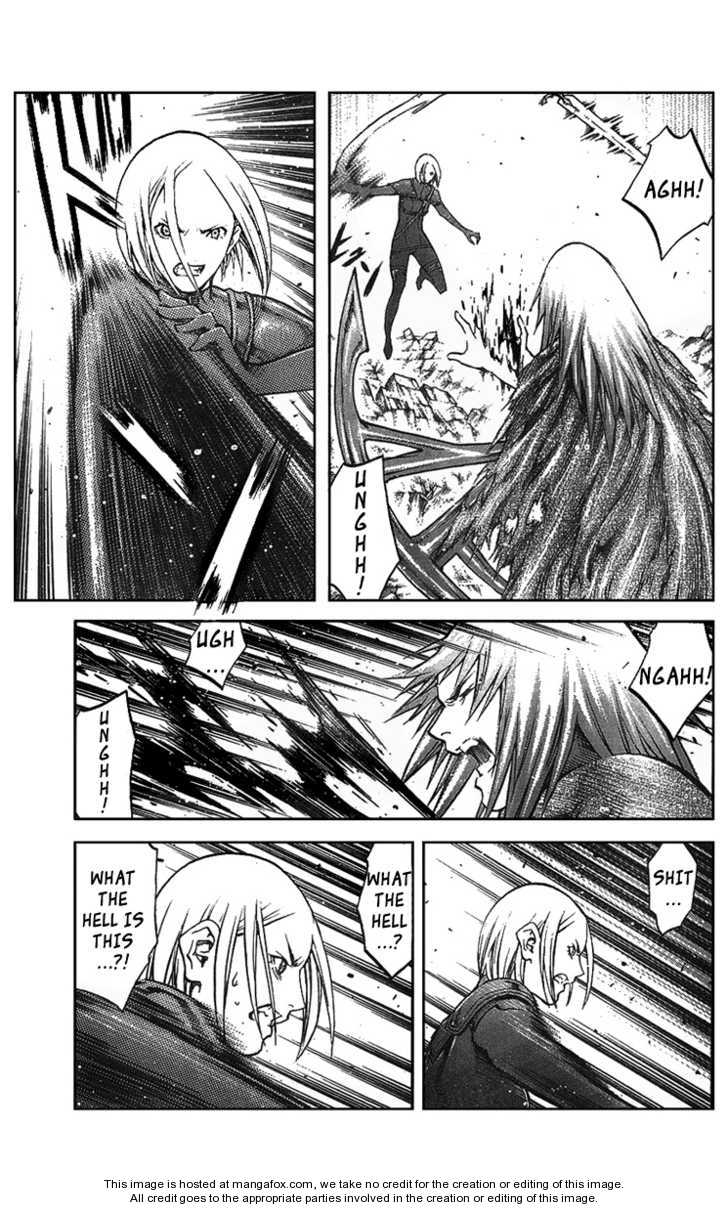 AGHH!
UNGHH!
ドン
NGAHH!
UGH
...
UNGHH!
SHIT
...
WHAT
THE
HELL
...?
WHAT
THE
HELL IS
THIS
...?!
This image is hosted at mangafox.com, we take no credit for the creation or editing of this image.
All credit goes to the appropriate parties involved in the creation or editing of this image.